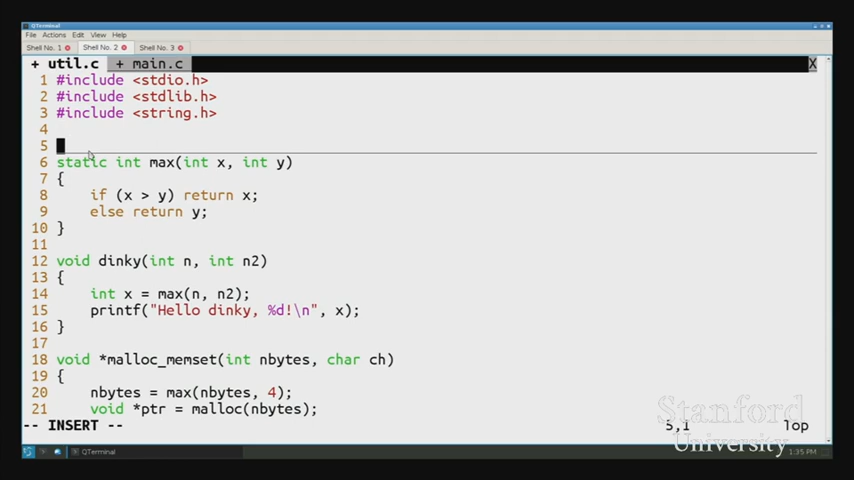 QTerminal
File Actions Edit View Help
Shell No. 1 Shell No. 2 Shell No. 3
+ util.c + main.c X
1 #include <stdio.h>
2 #include <stdlib.h>
3 #include <string.h>
4
5
6 static int max(int x, int y)
7 {
8 if (x > y) return x;
9 else return y;
10 }
11
12 void dinky(int n, int n2)
13 {
14 int x = max(n, n2);
15 printf("Hello dinky, %d!\n", x);
16 }
17
18 void *malloc_memset(int nbytes, char ch)
19 {
20 nbytes = max(nbytes, 4);
21 void *ptr = malloc(nbytes);
-- INSERT -- 5,1 Top
Stanford
University
QTerminal 1:35 PM